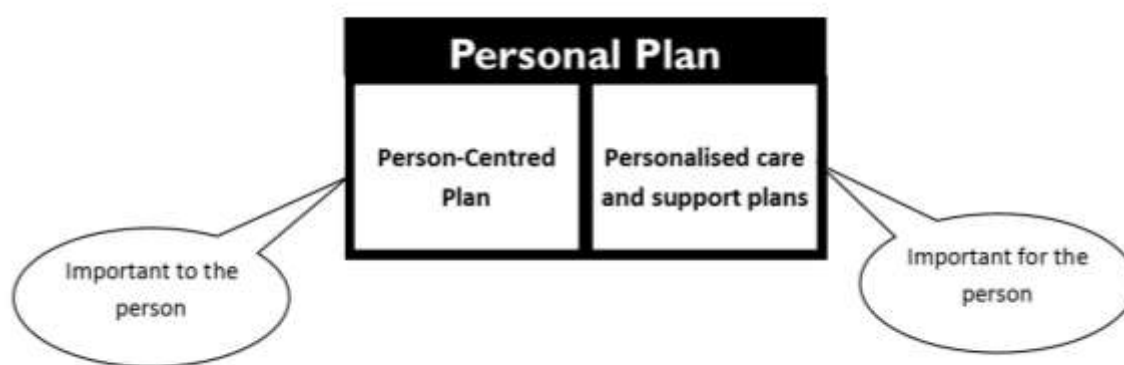 Personal Plan
Person-Centred
Plan
Personalised care
and support plans
Important to the
person
Important for the
person